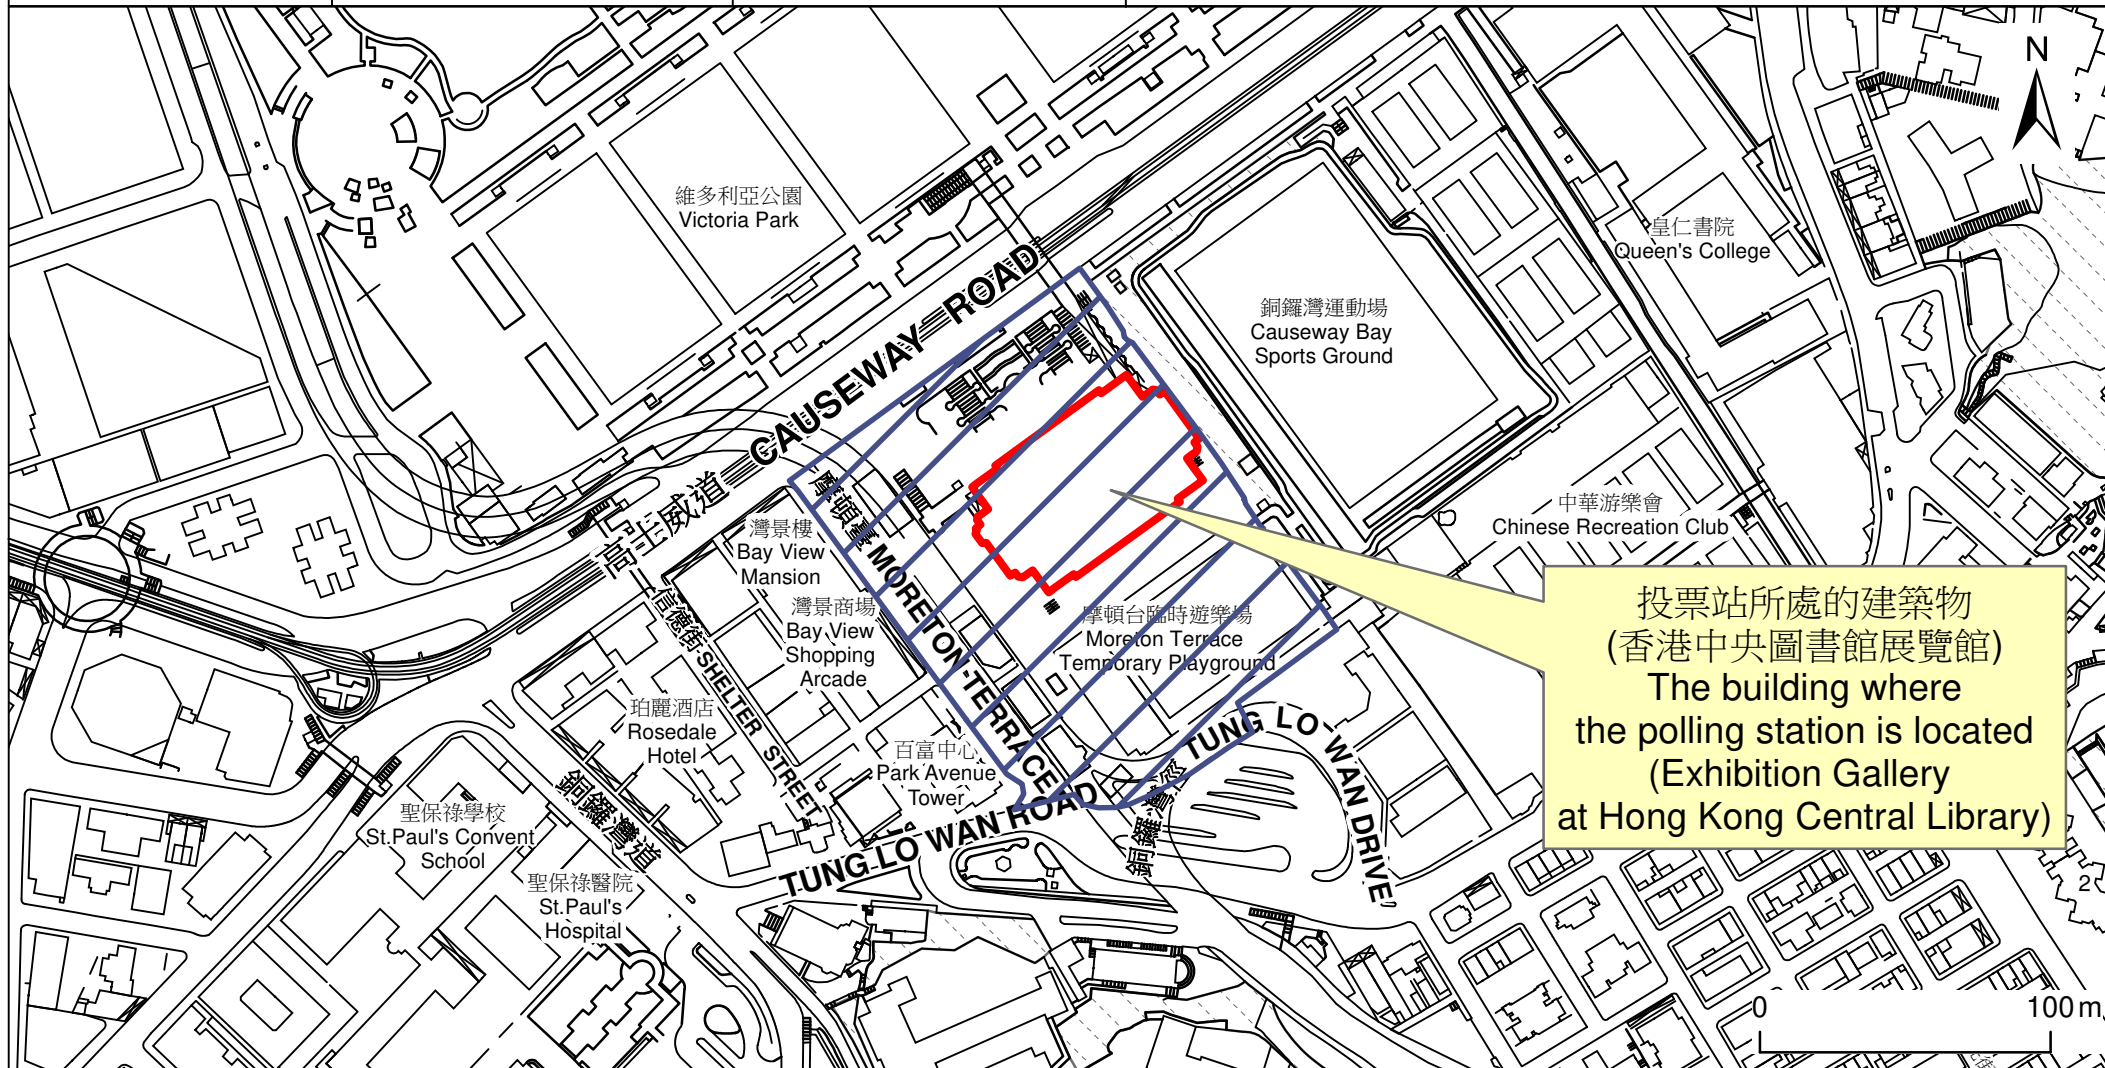 N
維多利亞公園
Victoria Park
皇仁書院
Queen's College
銅鑼灣運動場
Causeway Bay
Sports Ground
CAUSEWAY ROAD
高士威道
摩頓臺
MORETON TERRACE
灣景樓
Bay View
Mansion
灣景商場
Bay View
Shopping
Arcade
信德街 SHELTER STREET
中華游樂會
Chinese Recreation Club
摩頓台臨時遊樂場
Moreton Terrace
Temporary Playground
投票站所處的建築物
(香港中央圖書館展覽館)
The building where
the polling station is located
(Exhibition Gallery
at Hong Kong Central Library)
珀麗酒店
Rosedale
Hotel
百富中心
Park Avenue
Tower
TUNG LO WAN DRIVE
銅鑼灣道
TUNG LO WAN ROAD
聖保祿學校
St.Paul's Convent
School
聖保祿醫院
St.Paul's
Hospital
2
0
100 m